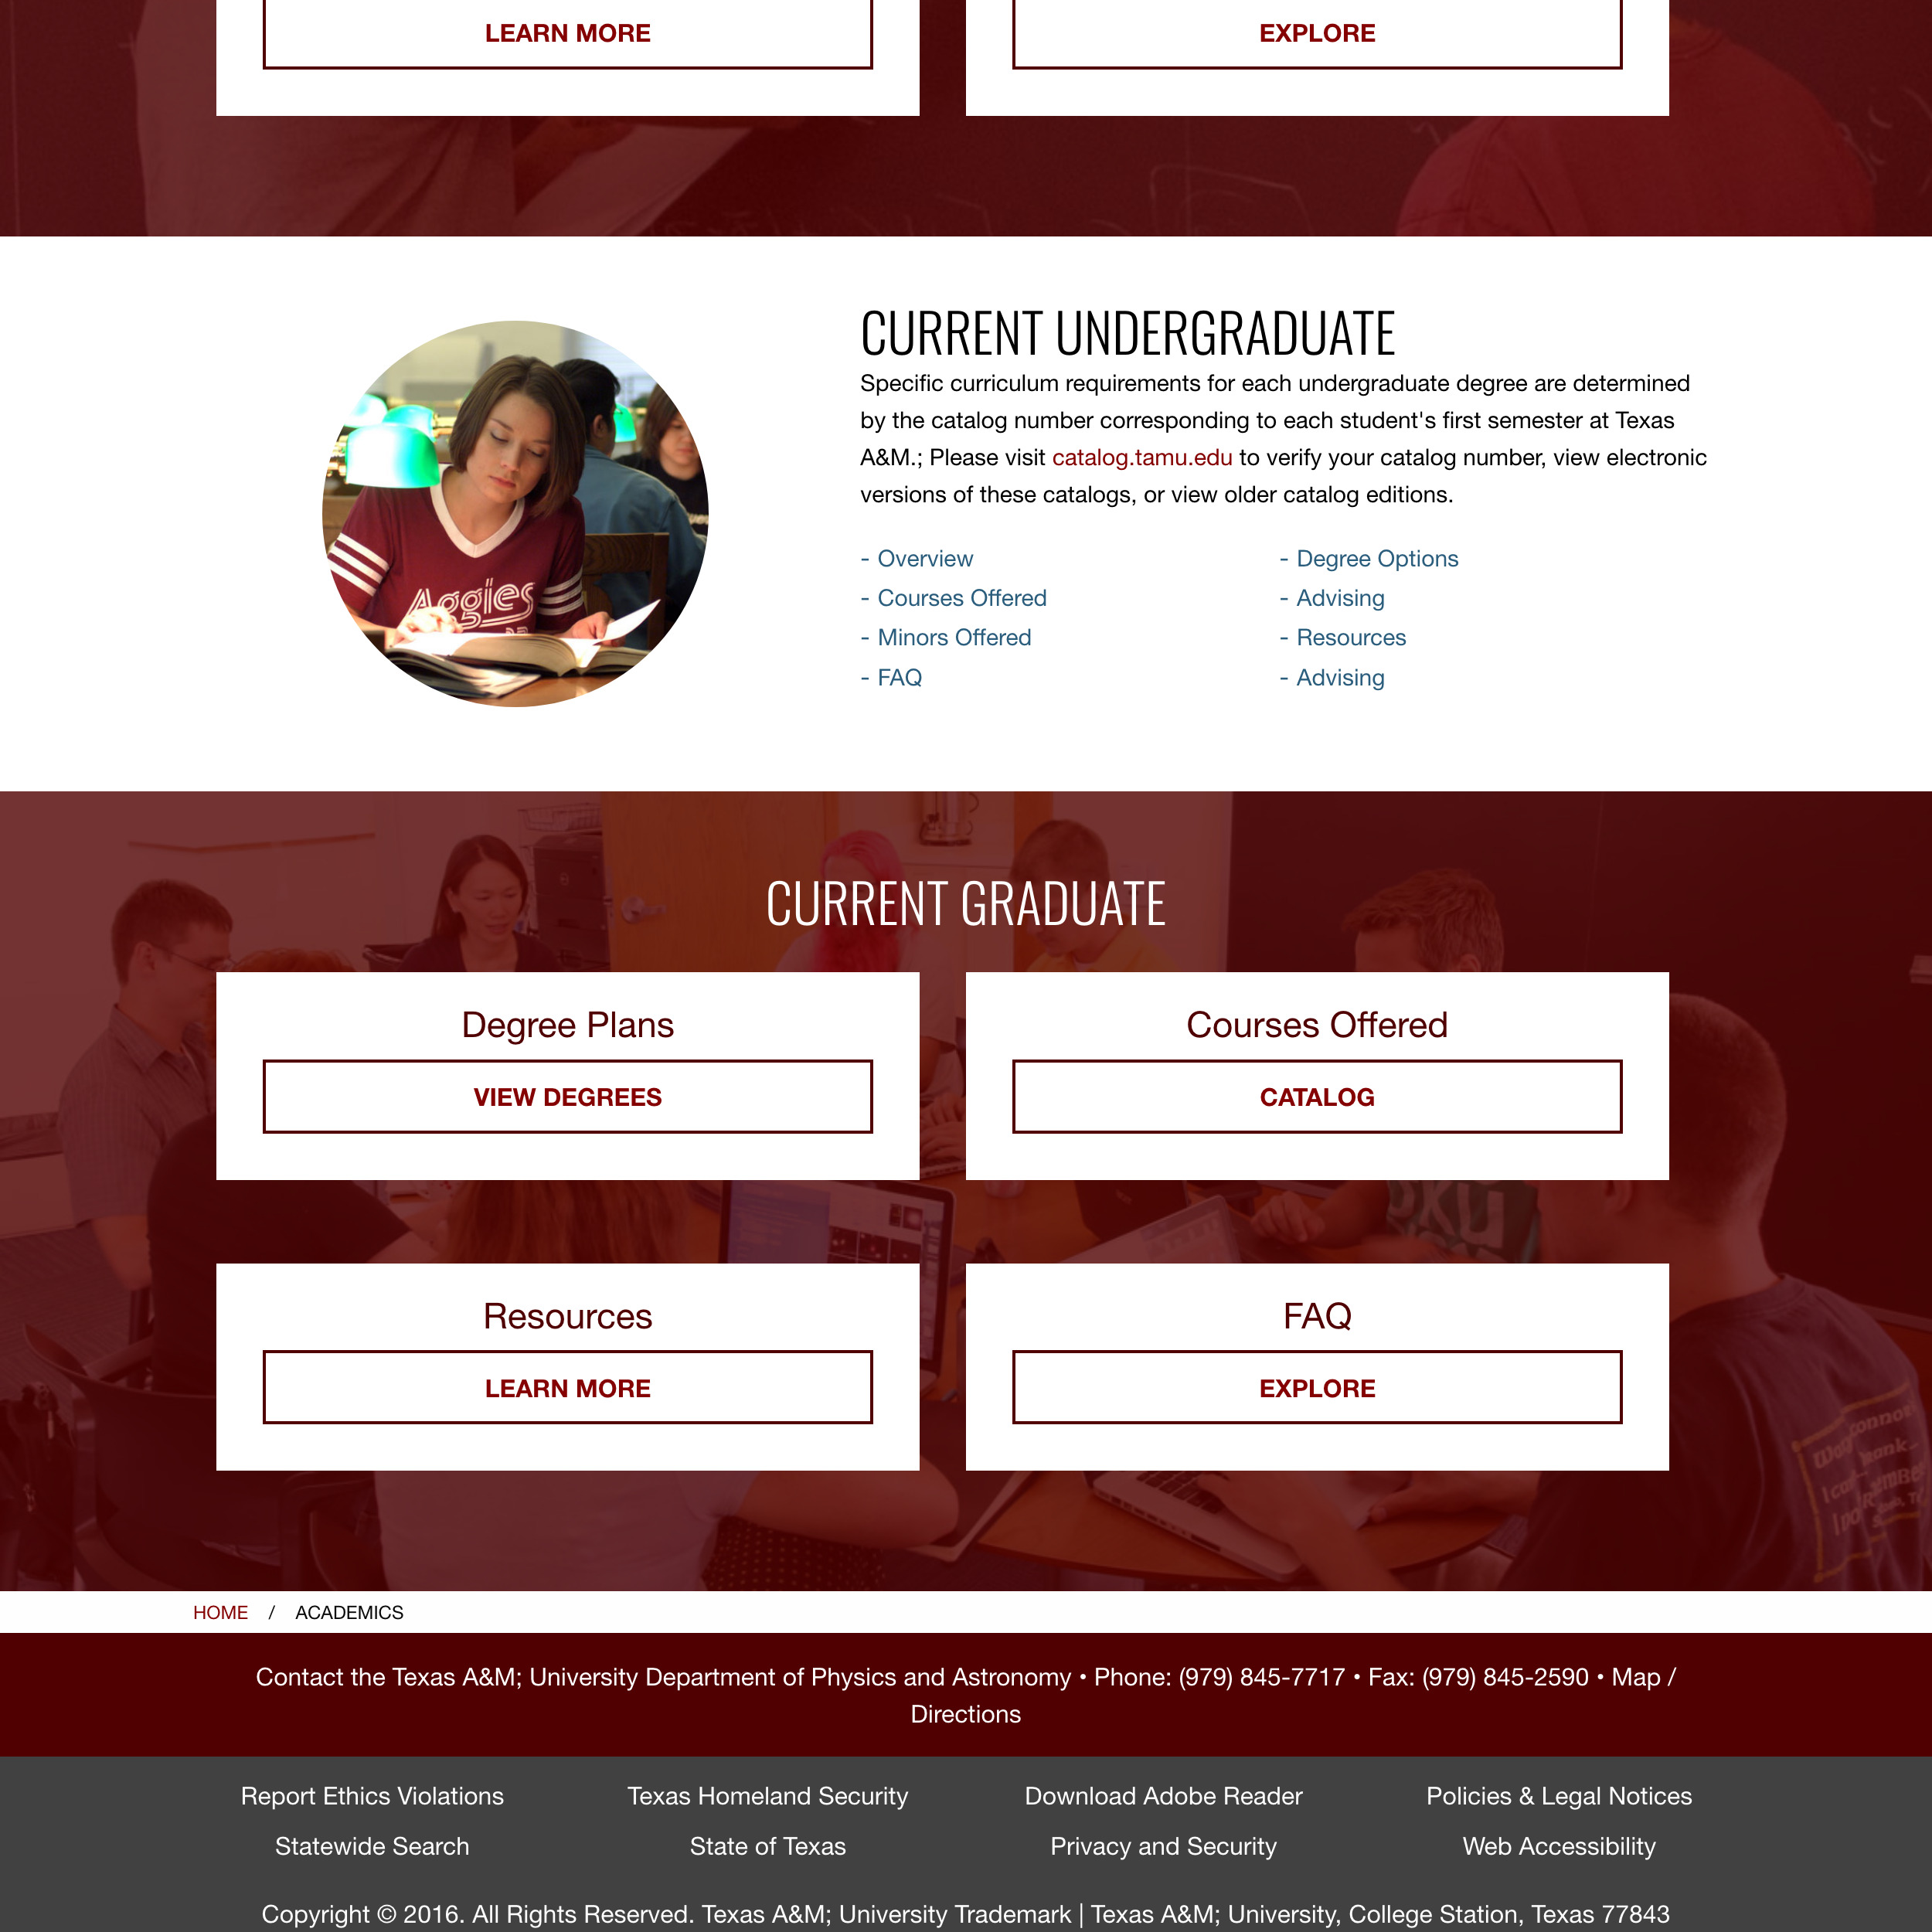 LEARN MORE
EXPLORE
CURRENT UNDERGRADUATE
Specific curriculum requirements for each undergraduate degree are determined
by the catalog number corresponding to each student's first semester at Texas
A&M.; Please visit catalog.tamu.edu to verify your catalog number, view electronic
versions of these catalogs, or view older catalog editions.
- Overview
- Courses Offered
- Minors Offered
- FAQ
- Degree Options
- Advising
- Resources
- Advising
Aggies
CURRENT GRADUATE
Degree Plans
VIEW DEGREES
Courses Offered
CATALOG
Resources
LEARN MORE
FAQ
EXPLORE
HOME / ACADEMICS
Contact the Texas A&M; University Department of Physics and Astronomy • Phone: (979) 845-7717 • Fax: (979) 845-2590 • Map /
Directions
Report Ethics Violations
Texas Homeland Security
Download Adobe Reader
Policies & Legal Notices
Statewide Search
State of Texas
Privacy and Security
Web Accessibility
Copyright © 2016. All Rights Reserved. Texas A&M; University Trademark | Texas A&M; University, College Station, Texas 77843